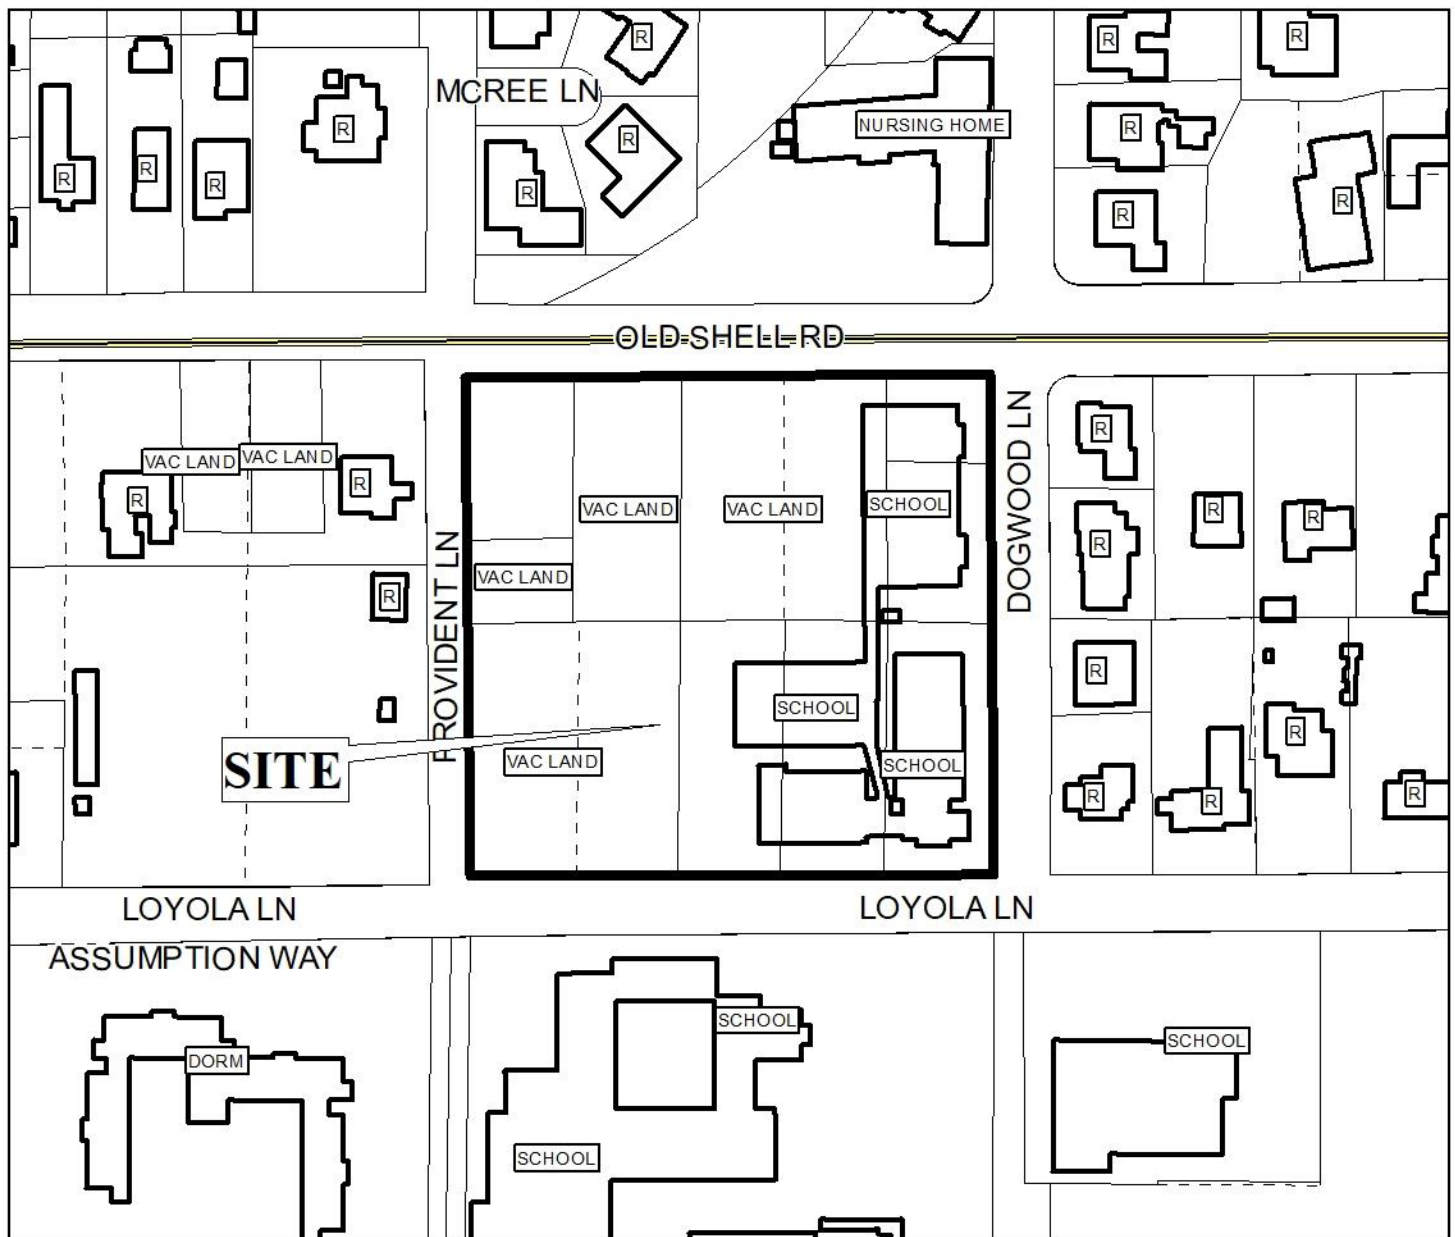 R
R
R
R
R
MCREE LN
R
NURSING HOME
R
R
R
R
R
R
R
R
OLD SHELL RD
VAC LAND
VAC LAND
R
R
R
VAC LAND
VAC LAND
SCHOOL
VAC LAND
PROVIDENT LN
DOGWOOD LN
R
R
R
R
R
SITE
VAC LAND
SCHOOL
SCHOOL
R
R
R
R
LOYOLA LN
LOYOLA LN
ASSUMPTION WAY
DORM
SCHOOL
SCHOOL
SCHOOL